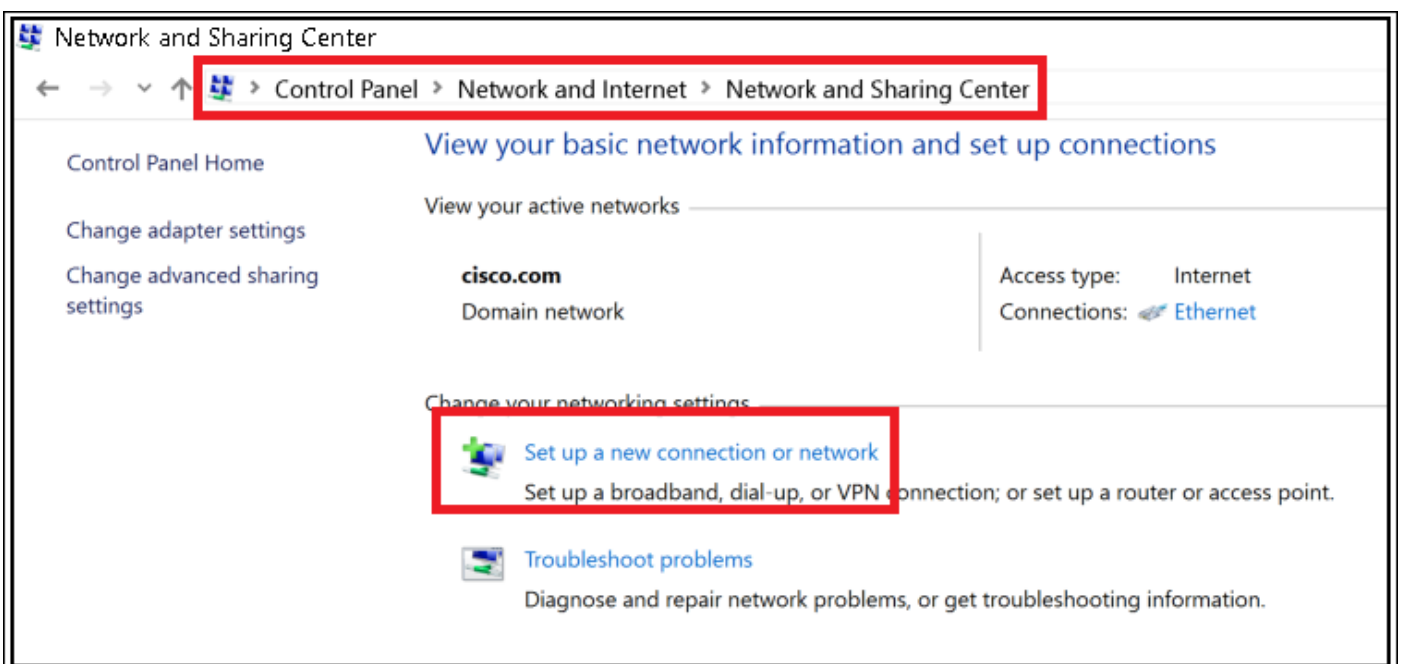 Network and Sharing Center
Control Panel > Network and Internet > Network and Sharing Center
Control Panel Home
Change adapter settings
Change advanced sharing
settings
View your basic network information and set up connections
View your active networks
cisco.com
Domain network
Access type: Internet
Connections: Ethernet
Change your networking settings
Set up a new connection or network
Set up a broadband, dial-up, or VPN connection; or set up a router or access point.
Troubleshoot problems
Diagnose and repair network problems, or get troubleshooting information.